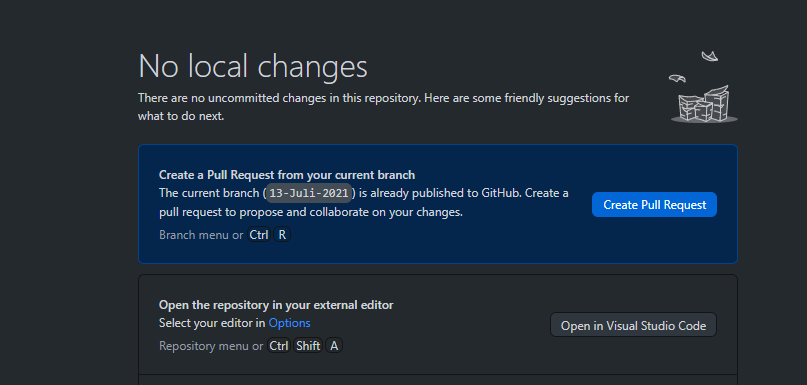 No local changes
There are no uncommitted changes in this repository. Here are some friendly suggestions for
what to do next.
Create a Pull Request from your current branch
The current branch (13-Juli-2021) is already published to GitHub. Create a
pull request to propose and collaborate on your changes.
Branch menu or Ctrl R
Create Pull Request
Open the repository in your external editor
Select your editor in Options
Repository menu or Ctrl Shift A
Open in Visual Studio Code